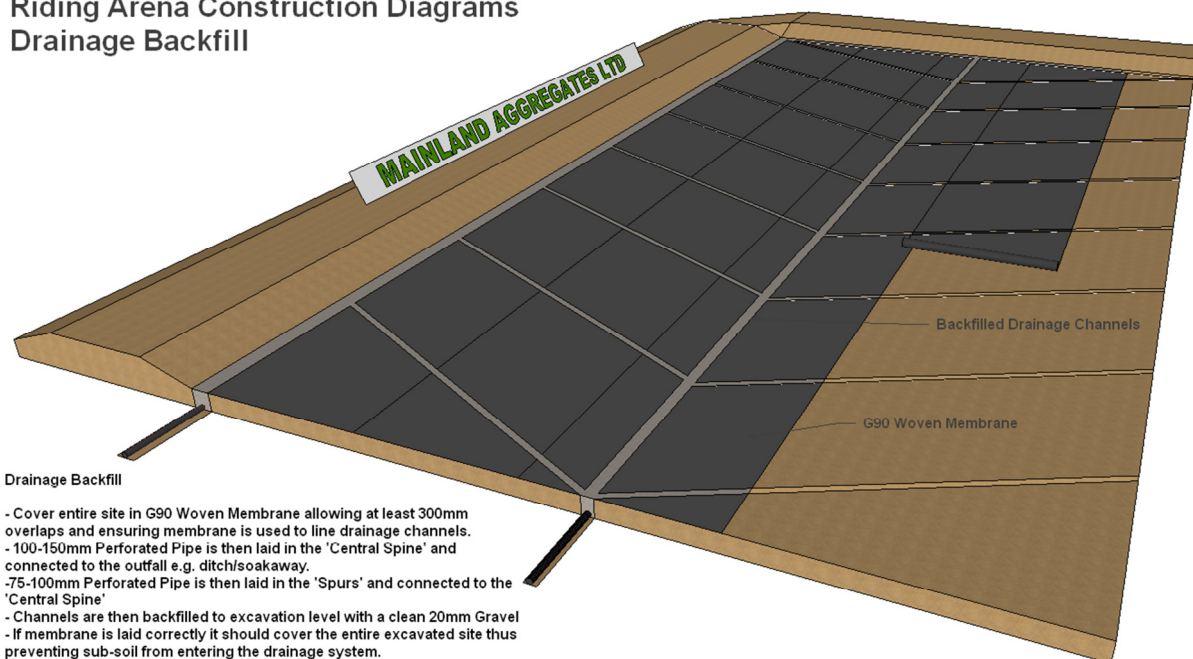 Riding Arena Construction Diagrams
Drainage Backfill
MAINLAND AGGREGATES LTD
Backfilled Drainage Channels
G90 Woven Membrane
Drainage Backfill
- Cover entire site in G90 Woven Membrane allowing at least 300mm
overlaps and ensuring membrane is used to line drainage channels.
- 100-150mm Perforated Pipe is then laid in the 'Central Spine' and
connected to the outfall e.g. ditch/soakaway.
-75-100mm Perforated Pipe is then laid in the 'Spurs' and connected to the
'Central Spine'
- Channels are then backfilled to excavation level with a clean 20mm Gravel
- If membrane is laid correctly it should cover the entire excavated site thus
preventing sub-soil from entering the drainage system.